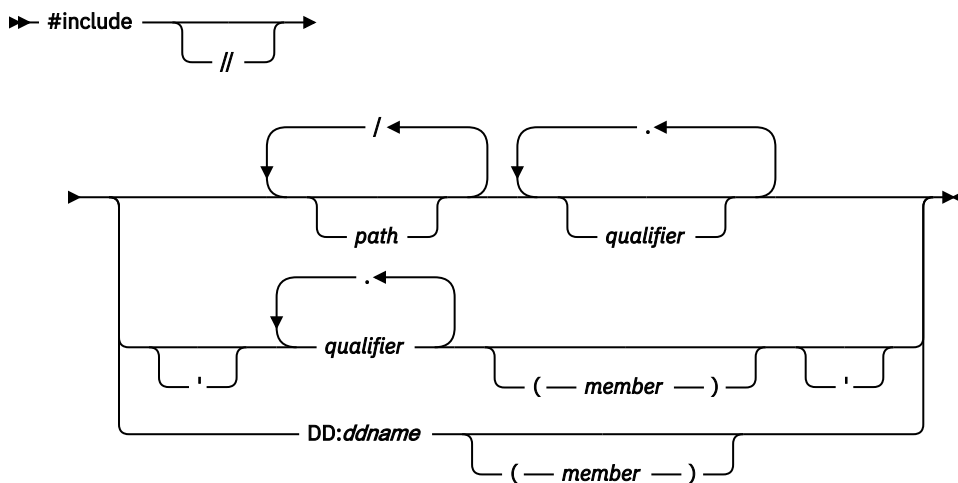 #include
//
/ .
path qualifier
.
' qualifier ( member ) '
DD:ddname ( member )